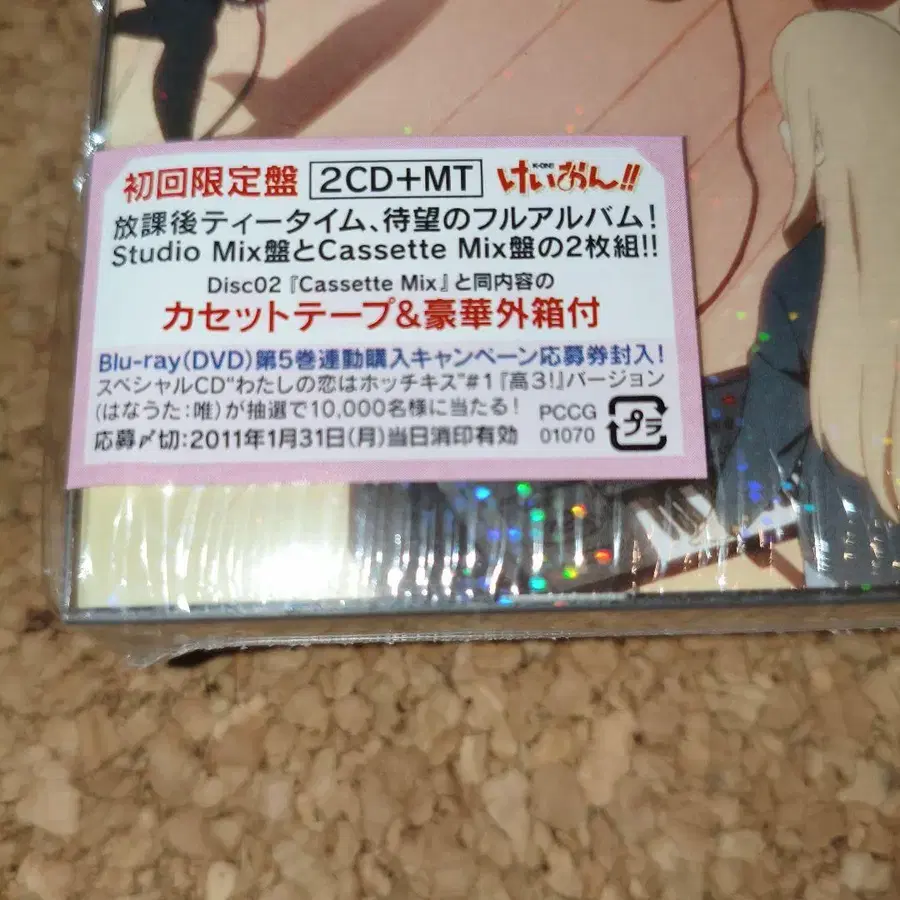 初回限定盤 2CD+MT K-ON! けいおん!!
放課後ティータイム、待望のフルアルバム!
Studio Mix盤とCassette Mix盤の2枚組!!
Disc02『Cassette Mix』と同内容の
カセットテープ&豪華外箱付
Blu-ray(DVD)第5巻連動購入キャンペーン応募券封入!
スペシャルCD"わたしの恋はホッチキス"#1『高3!』バージョン
(はなうた:唯)が抽選で10,000名様に当たる!
応募〆切:2011年1月31日(月)当日消印有効
PCCG
01070
プラ